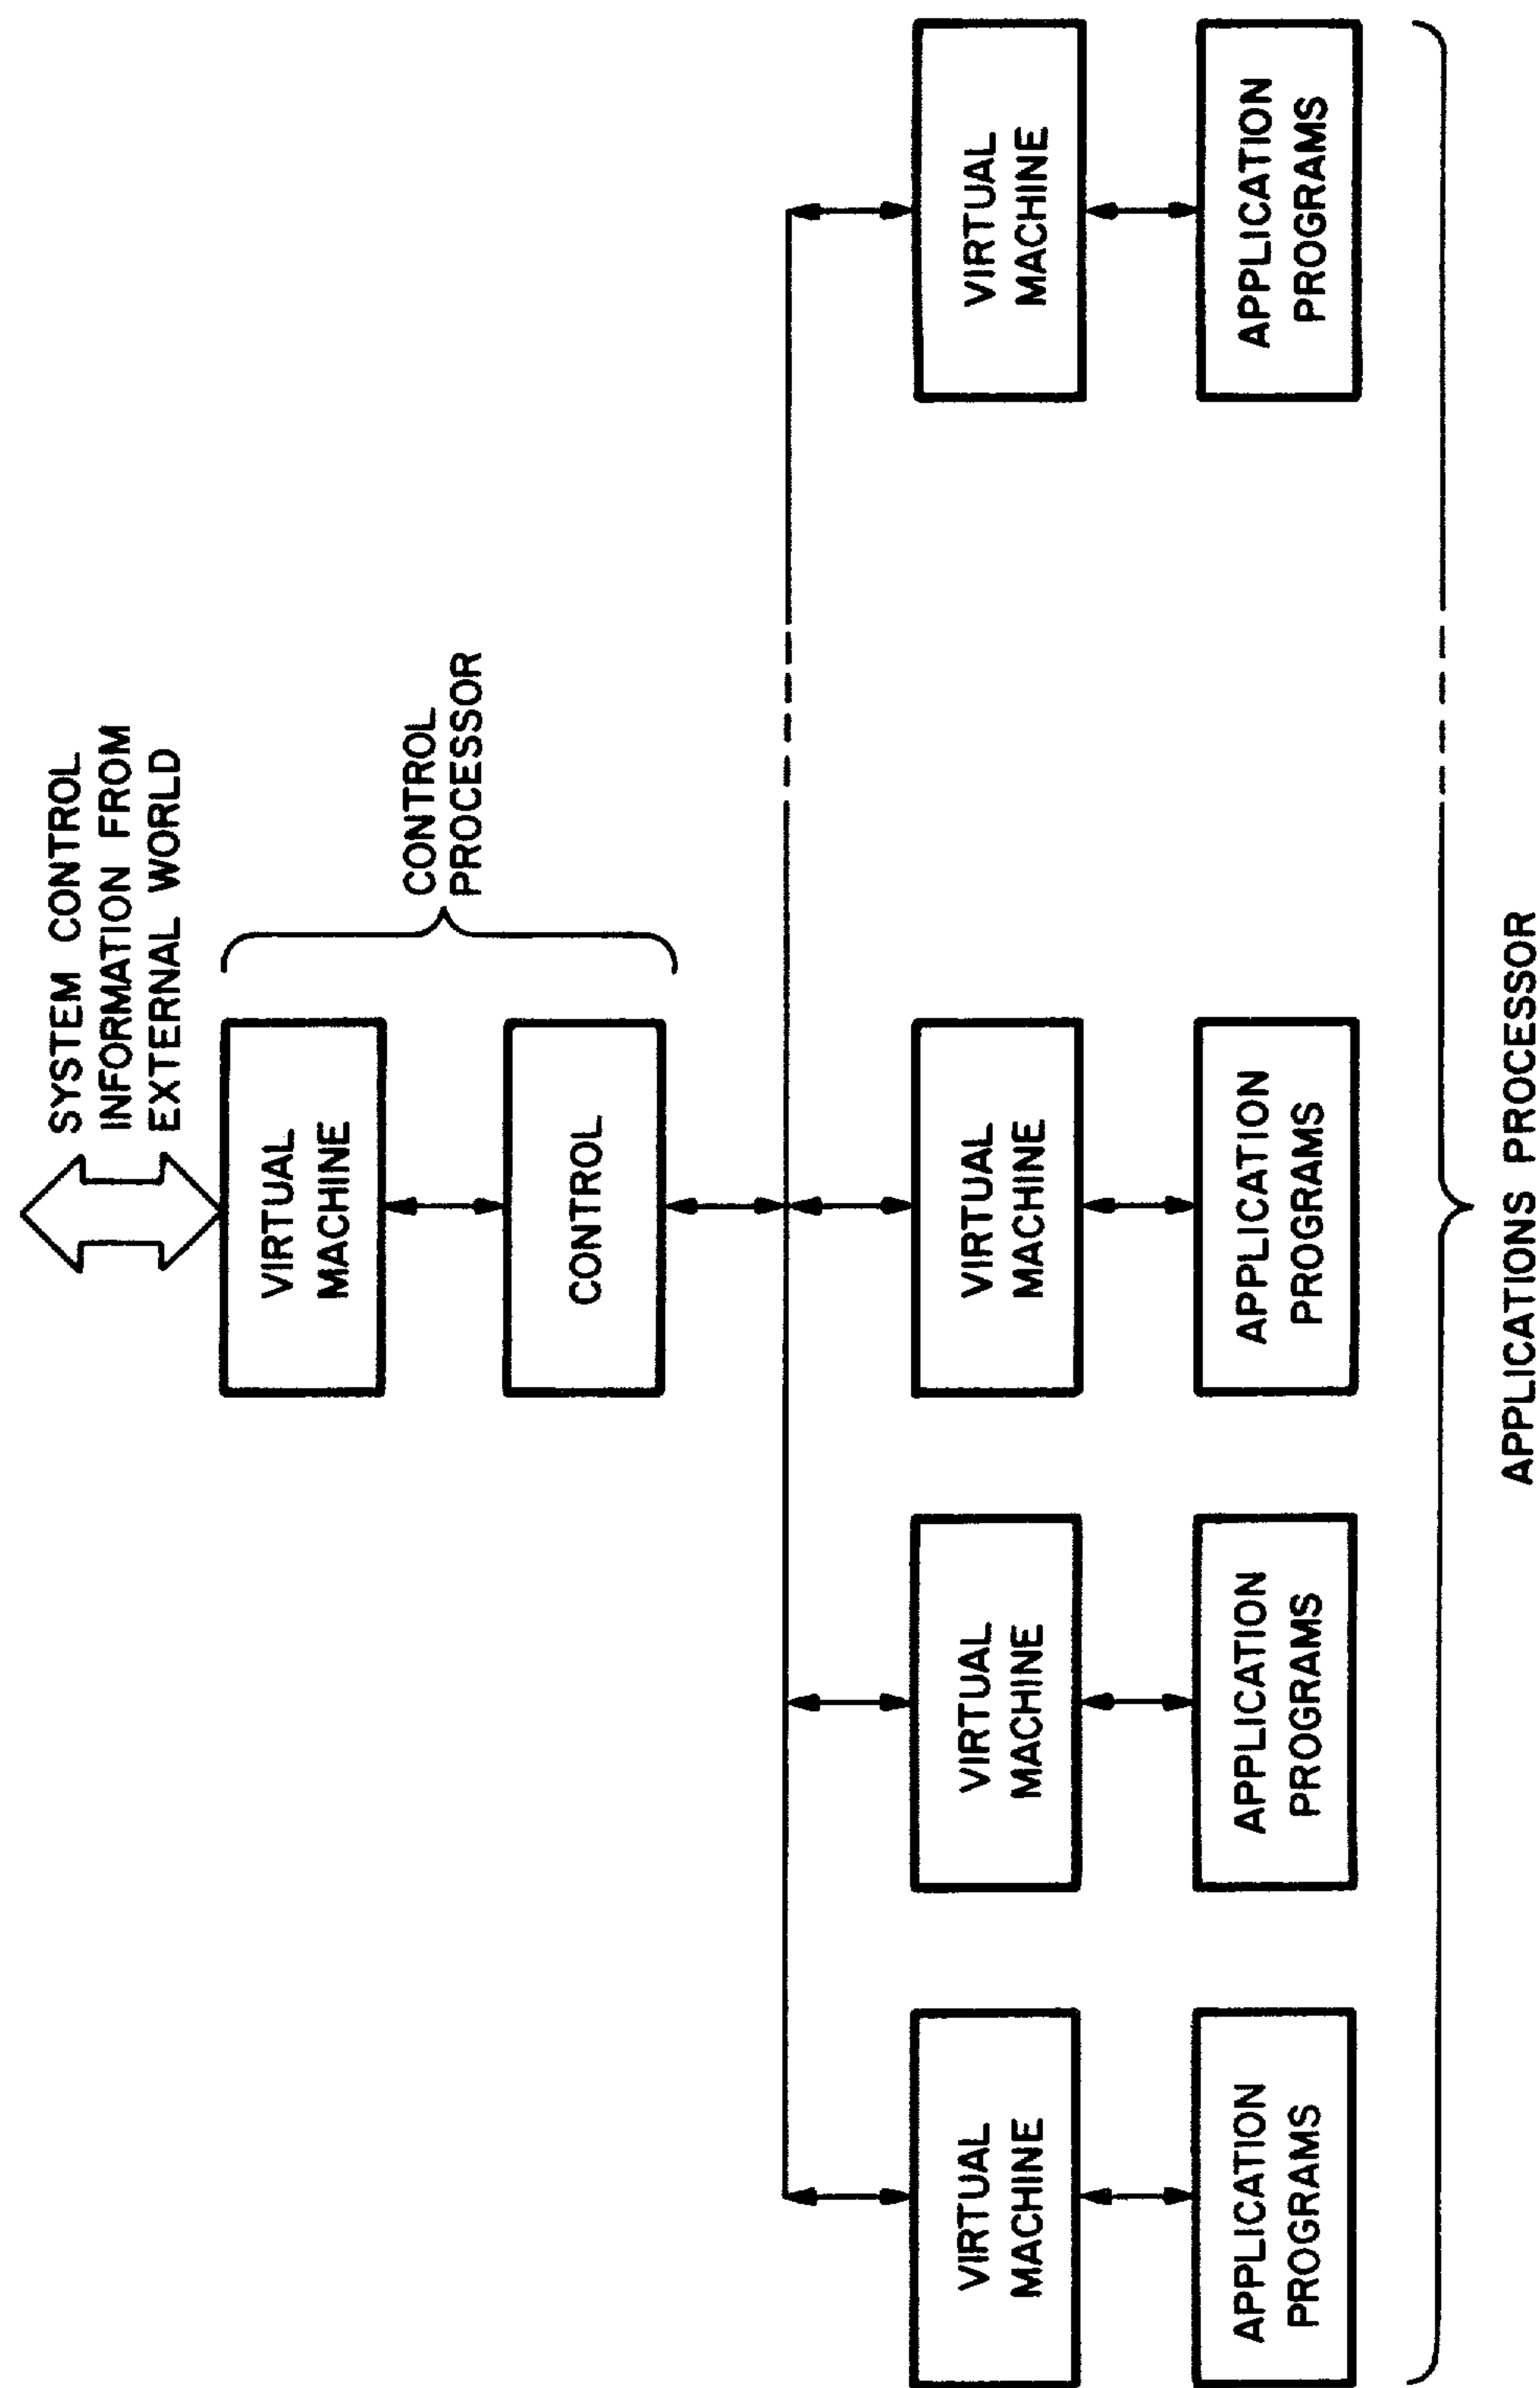 SYSTEM CONTROL
INFORMATION FROM
EXTERNAL WORLD
VIRTUAL
MACHINE
CONTROL
PROCESSOR
CONTROL
VIRTUAL
MACHINE
VIRTUAL
MACHINE
VIRTUAL
MACHINE
VIRTUAL
MACHINE
APPLICATION
PROGRAMS
APPLICATION
PROGRAMS
APPLICATION
PROGRAMS
APPLICATION
PROGRAMS
APPLICATIONS PROCESSOR